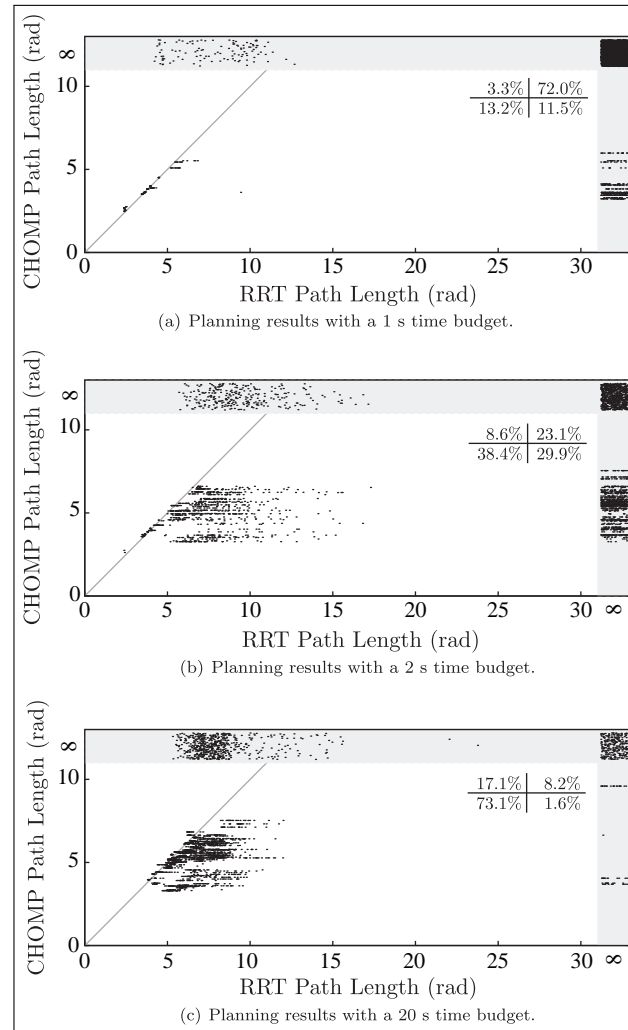 CHOMP Path Length (rad)
∞
10
5
0
3.3% 72.0%
13.2% 11.5%
0 5 10 15 20 25 30
RRT Path Length (rad)
(a) Planning results with a 1 s time budget.
CHOMP Path Length (rad)
∞
10
5
0
8.6% 23.1%
38.4% 29.9%
0 5 10 15 20 25 30 ∞
RRT Path Length (rad)
(b) Planning results with a 2 s time budget.
CHOMP Path Length (rad)
∞
10
5
0
17.1% 8.2%
73.1% 1.6%
0 5 10 15 20 25 30 ∞
RRT Path Length (rad)
(c) Planning results with a 20 s time budget.